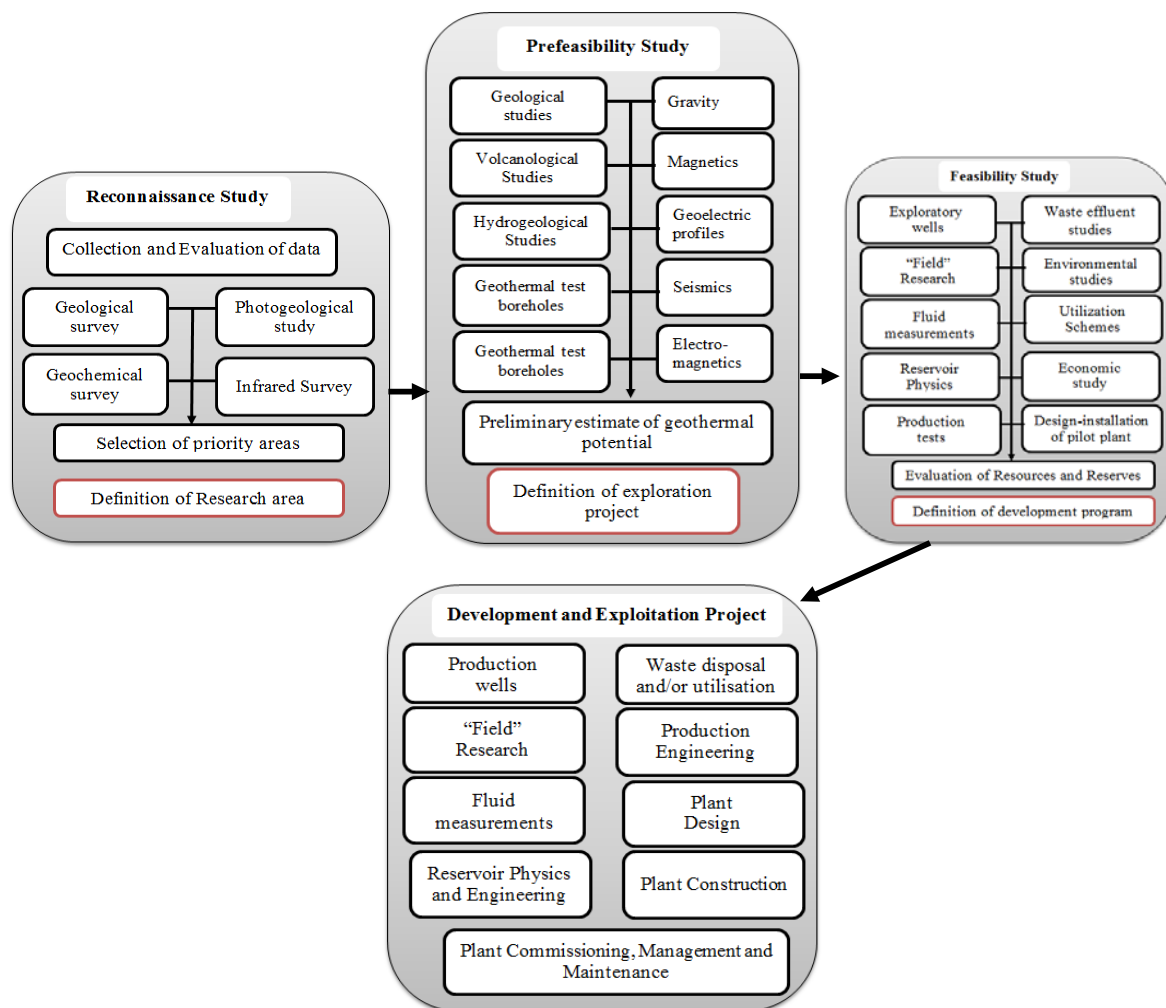 Reconnaissance Study
Collection and Evaluation of data
Geological
survey
Photogeological
study
Geochemical
survey
Infrared Survey
Selection of priority areas
Definition of Research area
Prefeasibility Study
Geological
studies
Gravity
Volcanological
Studies
Magnetics
Hydrogeological
Studies
Geoelectric
profiles
Geothermal test
boreholes
Seismics
Geothermal test
boreholes
Electro-
magnetics
Preliminary estimate of geothermal
potential
Definition of exploration
project
Feasibility Study
Exploratory
wells
Waste effluent
studies
“Field”
Research
Environmental
studies
Fluid
measurements
Utilization
Schemes
Reservoir
Physics
Economic
study
Production
tests
Design-installation
of pilot plant
Evaluation of Resources and Reserves
Definition of development program
Development and Exploitation Project
Production
wells
Waste disposal
and/or utilisation
“Field”
Research
Production
Engineering
Fluid
measurements
Plant
Design
Reservoir Physics
and Engineering
Plant Construction
Plant Commissioning, Management and
Maintenance